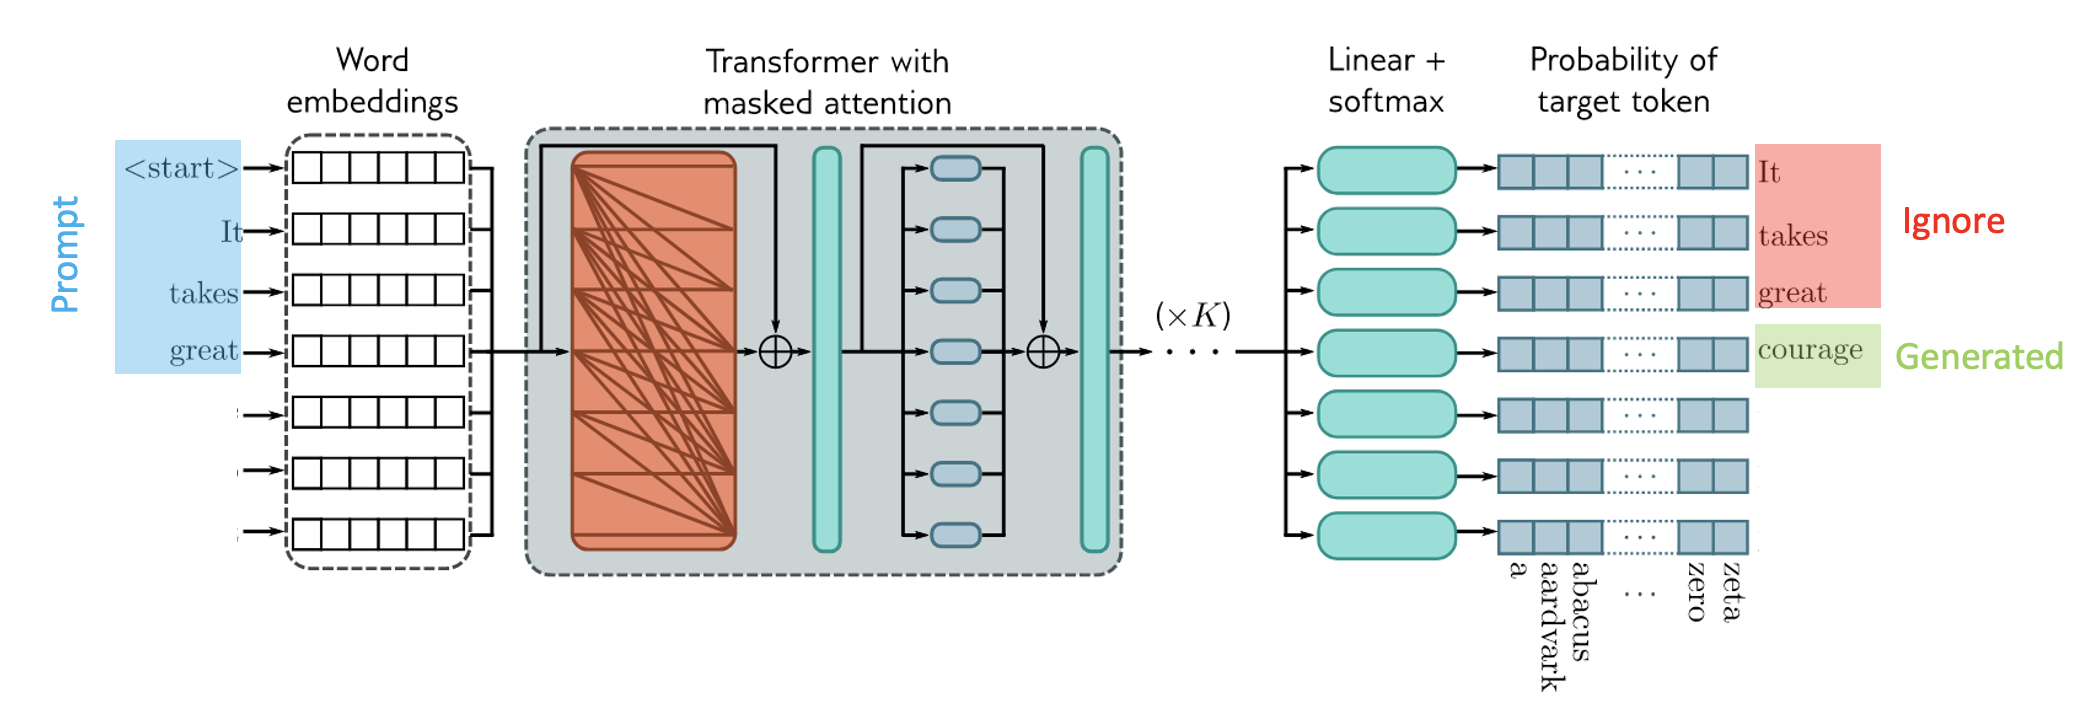 Word
embeddings
Transformer with
masked attention
Linear +
softmax
Probability of
target token
Prompt
<start>
It
takes
great
(×K)
· · ·
It
takes
great
courage
Ignore
Generated
· · ·
· · ·
· · ·
· · ·
· · ·
· · ·
· · ·
a
aardvark
abacus
· · ·
zero
zeta